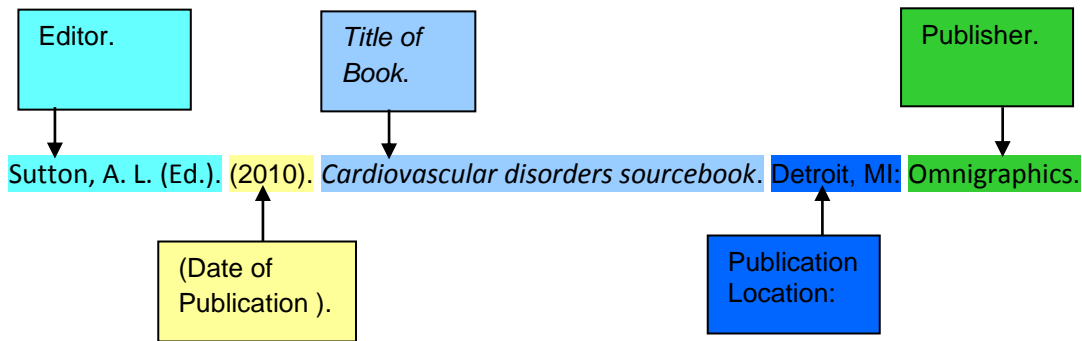 Editor.
Title of
Book.
Publisher.
Sutton, A. L. (Ed.). (2010). Cardiovascular disorders sourcebook. Detroit, MI: Omnigraphics.
(Date of
Publication ).
Publication
Location: